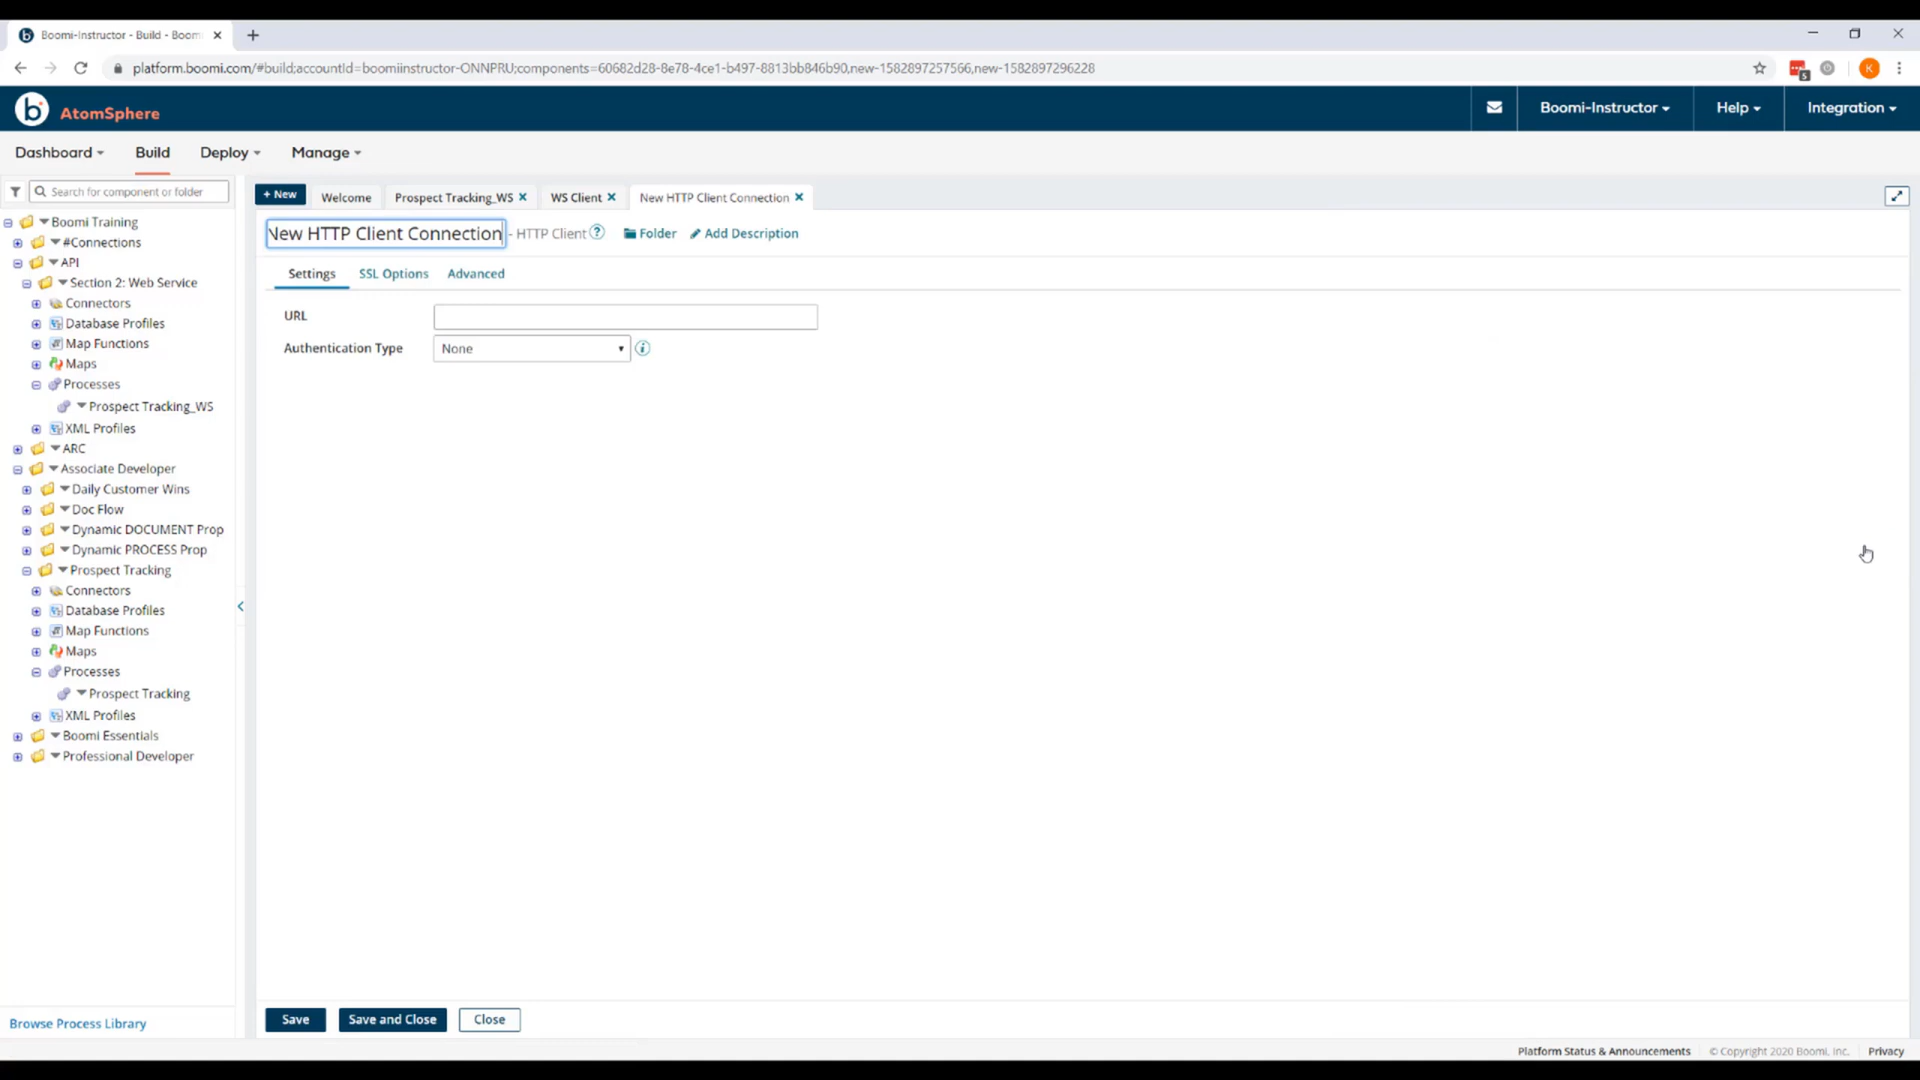 Boomi-Instructor - Build - Boomi
platform.boomi.com/#build;accountId=boomiinstructor-ONNPRU;components=60682d28-8e78-4ce1-b497-8813bb846b90,new-1582897257566,new-1582897296228
5
K
b AtomSphere
Boomi-Instructor
Help
Integration
Dashboard
Build
Deploy
Manage
Search for component or folder
+ New
Welcome
Prospect Tracking_WS
WS Client
New HTTP Client Connection
New HTTP Client Connection - HTTP Client ?
Folder
Add Description
Settings
SSL Options
Advanced
URL
Authentication Type
None
i
Boomi Training
#Connections
API
Section 2: Web Service
Connectors
Database Profiles
Map Functions
Maps
Processes
Prospect Tracking_WS
XML Profiles
ARC
Associate Developer
Daily Customer Wins
Doc Flow
Dynamic DOCUMENT Prop
Dynamic PROCESS Prop
Prospect Tracking
Connectors
Database Profiles
Map Functions
Maps
Processes
Prospect Tracking
XML Profiles
Boomi Essentials
Professional Developer
Browse Process Library
Save
Save and Close
Close
Platform Status & Announcements
© Copyright 2020 Boomi, Inc.
Privacy